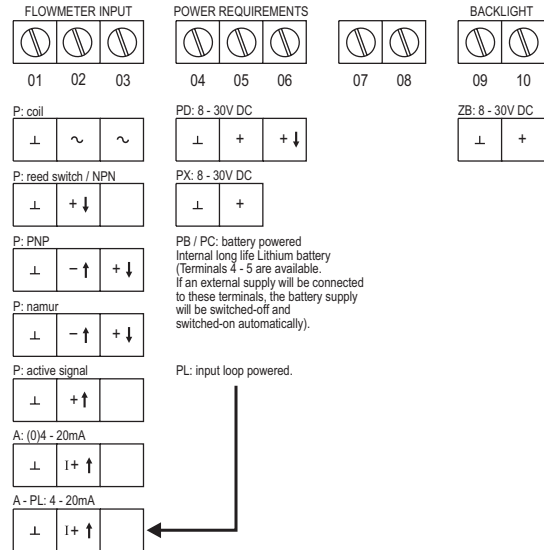 FLOWMETER INPUT
POWER REQUIREMENTS
BACKLIGHT
01 02 03
04 05 06
07 08
09 10
P: coil
⊥ ~ ~
P: reed switch / NPN
⊥ +↓
P: PNP
⊥ -↑ +↓
P: namur
⊥ -↑ +↓
P: active signal
⊥ +↑
A: (0)4 - 20mA
⊥ I+ ↑
A - PL: 4 - 20mA
⊥ I+ ↑
PD: 8 - 30V DC
⊥ + +↓
PX: 8 - 30V DC
⊥ +
PB / PC: battery powered
Internal long life Lithium battery
(Terminals 4 - 5 are available.
If an external supply will be connected
to these terminals, the battery supply
will be switched-off and
switched-on automatically).
PL: input loop powered.
ZB: 8 - 30V DC
⊥ +